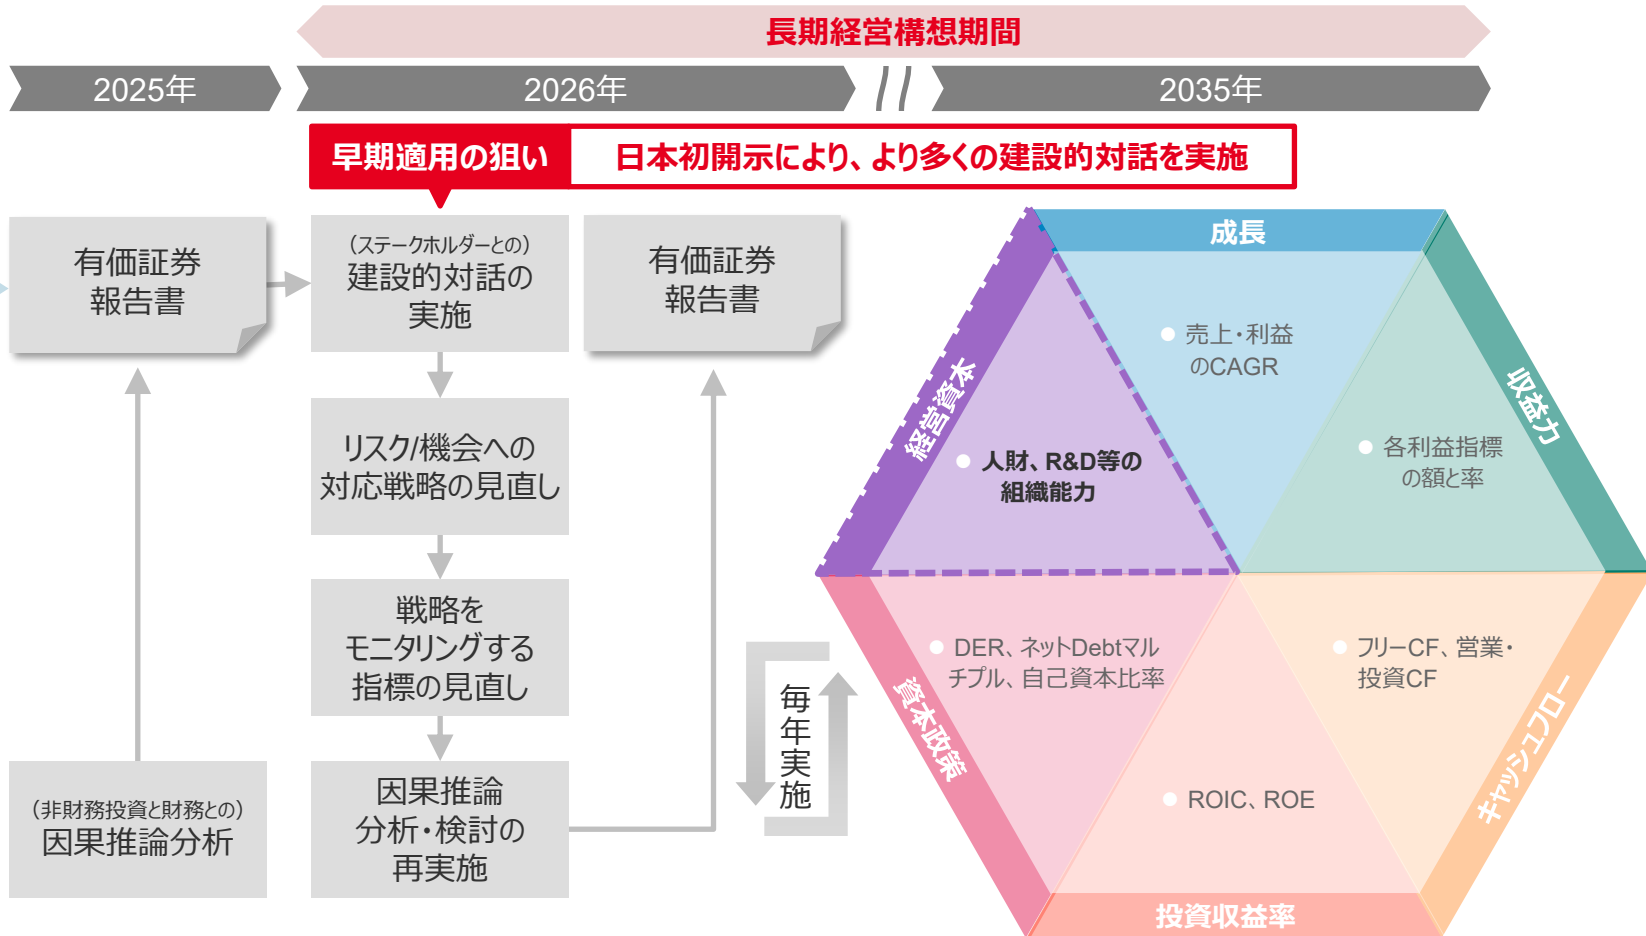 長期経営構想期間
2025年
2026年
2035年
早期適用の狙い
日本初開示により、より多くの建設的対話を実施
有価証券
報告書
(ステークホルダーとの)
建設的対話の
実施
有価証券
報告書
リスク/機会への
対応戦略の見直し
戦略を
モニタリングする
指標の見直し
(非財務投資と財務との)
因果推論分析
因果推論
分析・検討の
再実施
毎年実施
成長
売上・利益
のCAGR
収益力
各利益指標
の額と率
経営資本
人財、R&D等の
組織能力
資本政策
DER、ネットDebtマル
チプル、自己資本比率
フリーCF、営業・
投資CF
キャッシュフロー
ROIC、ROE
投資収益率